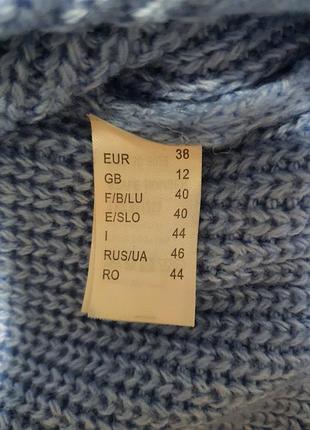 EUR 38
GB 12
F/B/LU 40
E/SLO 40
I 44
RUS/UA 46
RO 44